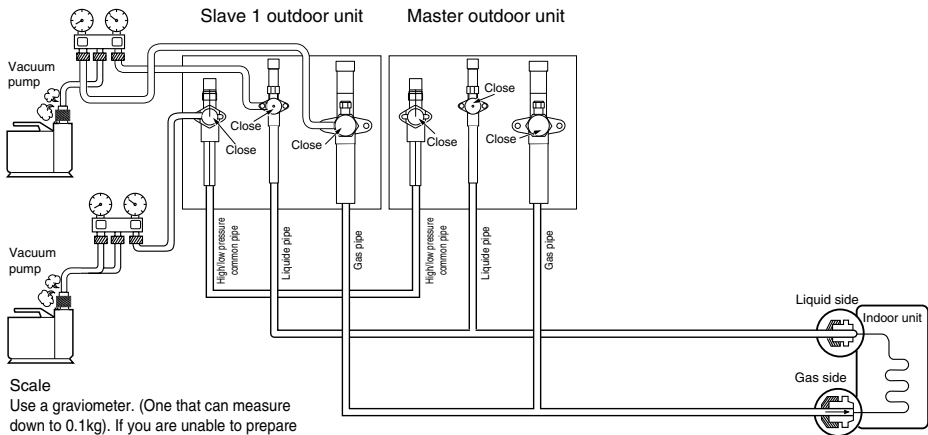 Slave 1 outdoor unit
Master outdoor unit
Vacuum
pump
Close
Close
Close
Close
Close
Close
High/low pressure
common pipe
Liquide pipe
Gas pipe
High/low pressure
common pipe
Liquide pipe
Gas pipe
Vacuum
pump
Liquid side
Indoor unit
Gas side
Scale
Use a graviometer. (One that can measure
down to 0.1kg). If you are unable to prepare